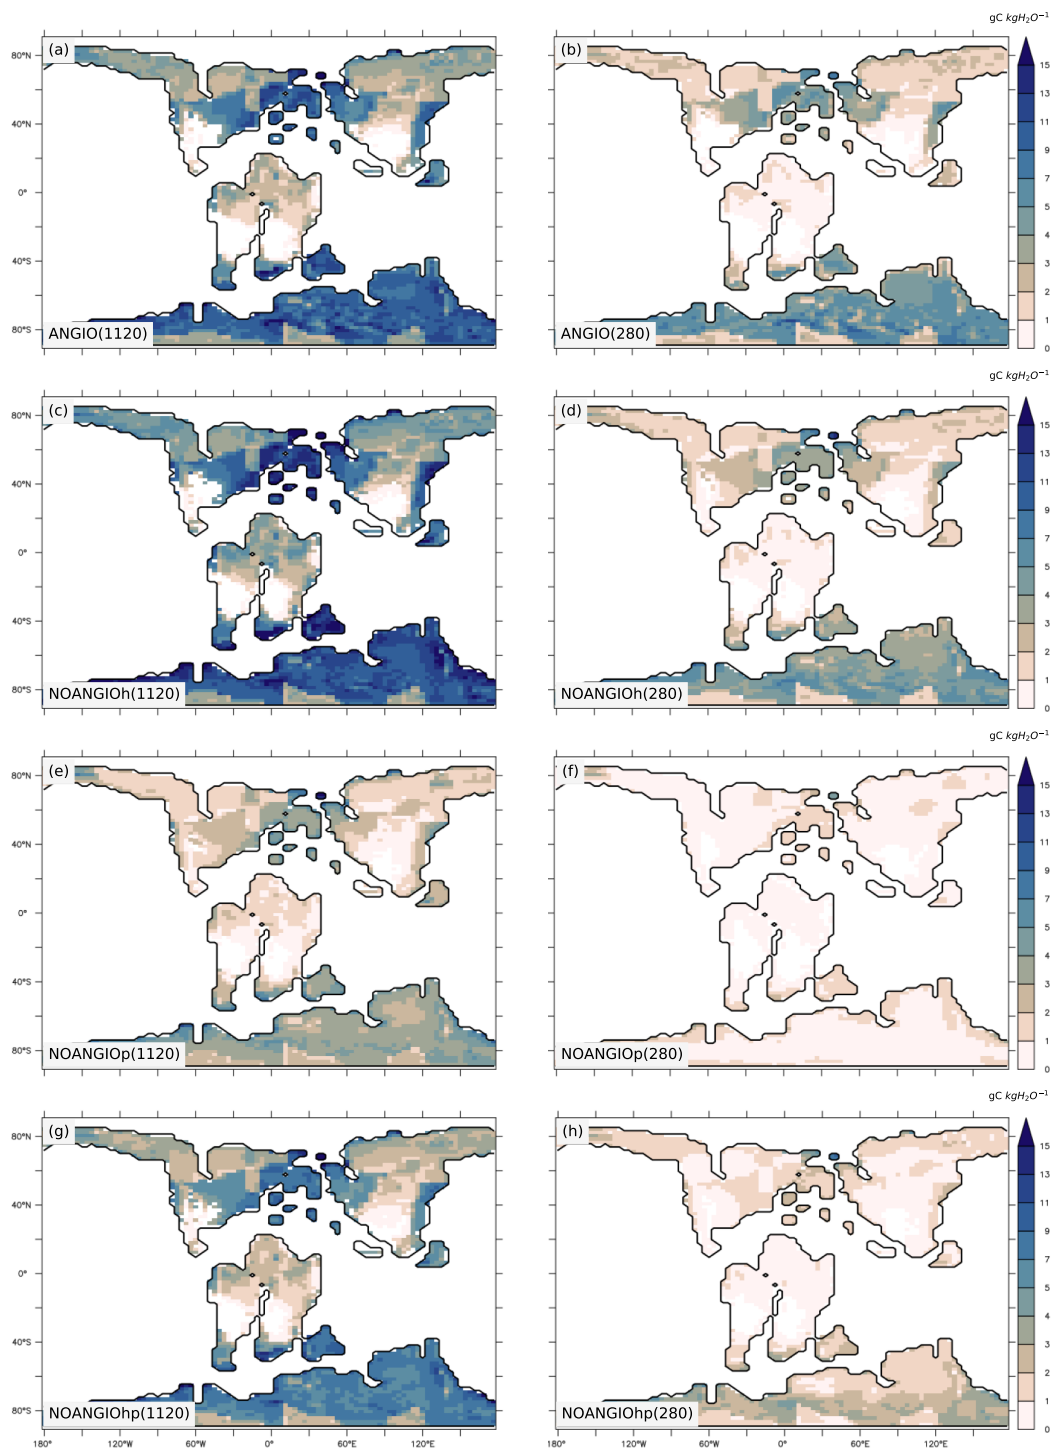 gC kgH₂O⁻¹
gC kgH₂O⁻¹
(a)
80°N
40°N
0°
40°S
80°S
ANGIO(1120)
(b)
ANGIO(280)
15
13
11
9
7
5
4
3
2
1
0
(c)
80°N
40°N
0°
40°S
80°S
NOANGIOh(1120)
(d)
NOANGIOh(280)
15
13
11
9
7
5
4
3
2
1
0
gC kgH₂O⁻¹
(e)
80°N
40°N
0°
40°S
80°S
NOANGIOp(1120)
(f)
NOANGIOp(280)
15
13
11
9
7
5
4
3
2
1
0
gC kgH₂O⁻¹
(g)
80°N
40°N
0°
40°S
80°S
NOANGIOhp(1120)
180°
120°W
60°W
0°
60°E
120°E
(h)
NOANGIOhp(280)
180°
120°W
60°W
0°
60°E
120°E
15
13
11
9
7
5
4
3
2
1
0